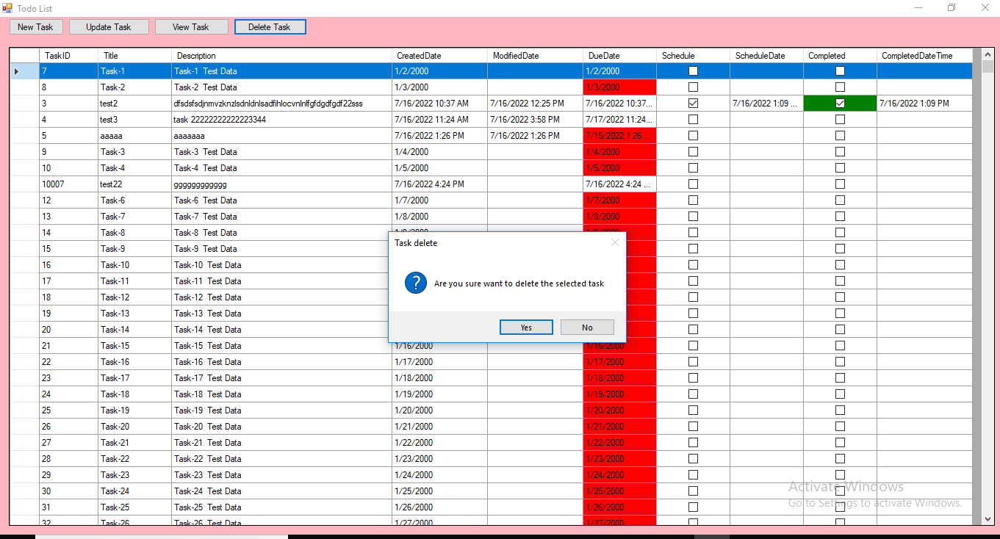 Todo List
New Task Update Task View Task Delete Task
TaskID Title Description CreatedDate ModifiedDate DueDate Schedule ScheduleDate Completed CompletedDateTime
7 Task-1 Task-1 Test Data 1/2/2000 1/2/2000
8 Task-2 Task-2 Test Data 1/3/2000 1/3/2000
3 test2 dfsdsfsdjnmvzknzlsdnldnlsadfihlocvnlnlfgfdgdfgdf22sss 7/16/2022 10:37 AM 7/16/2022 12:25 PM 7/16/2022 10:37... 7/16/2022 1:09 ... 7/16/2022 1:09 PM
4 test3 task 22222222222223344 7/16/2022 11:24 AM 7/16/2022 3:58 PM 7/17/2022 11:24...
5 aaaaa aaaaaaa 7/16/2022 1:26 PM 7/16/2022 1:26 PM 7/15/2022 1:26 ...
9 Task-3 Task-3 Test Data 1/4/2000 1/4/2000
10 Task-4 Task-4 Test Data 1/5/2000 1/5/2000
10007 test22 gggggggggggg 7/16/2022 4:24 PM 7/16/2022 4:24 ...
12 Task-6 Task-6 Test Data 1/7/2000 1/7/2000
13 Task-7 Task-7 Test Data 1/8/2000 1/8/2000
14 Task-8 Task-8 Test Data
15 Task-9 Task-9 Test Data
16 Task-10 Task-10 Test Data
17 Task-11 Task-11 Test Data
18 Task-12 Task-12 Test Data
19 Task-13 Task-13 Test Data
20 Task-14 Task-14 Test Data
Task delete
Are you sure want to delete the selected task
Yes No
21 Task-15 Task-15 Test Data 1/16/2000 1/16/2000
22 Task-16 Task-16 Test Data 1/17/2000 1/17/2000
23 Task-17 Task-17 Test Data 1/18/2000 1/18/2000
24 Task-18 Task-18 Test Data 1/19/2000 1/19/2000
25 Task-19 Task-19 Test Data 1/20/2000 1/20/2000
26 Task-20 Task-20 Test Data 1/21/2000 1/21/2000
27 Task-21 Task-21 Test Data 1/22/2000 1/22/2000
28 Task-22 Task-22 Test Data 1/23/2000 1/23/2000
29 Task-23 Task-23 Test Data 1/24/2000 1/24/2000
30 Task-24 Task-24 Test Data 1/25/2000 1/25/2000
31 Task-25 Task-25 Test Data 1/26/2000 1/26/2000
32 Task-26 Task-26 Test Data 1/27/2000 1/27/2000
Activate Windows
Go to Settings to activate Windows.